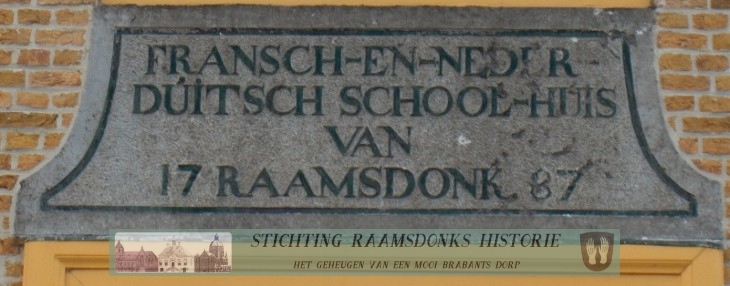 FRANSCH-EN-NEDER-
DÚITSCH SCHOOL-HUIS
VAN
17 RAAMSDONK 87
STICHTING RAAMSDONKS HISTORIE
HET GEHEUGEN VAN EEN MOOI BRABANTS DORP